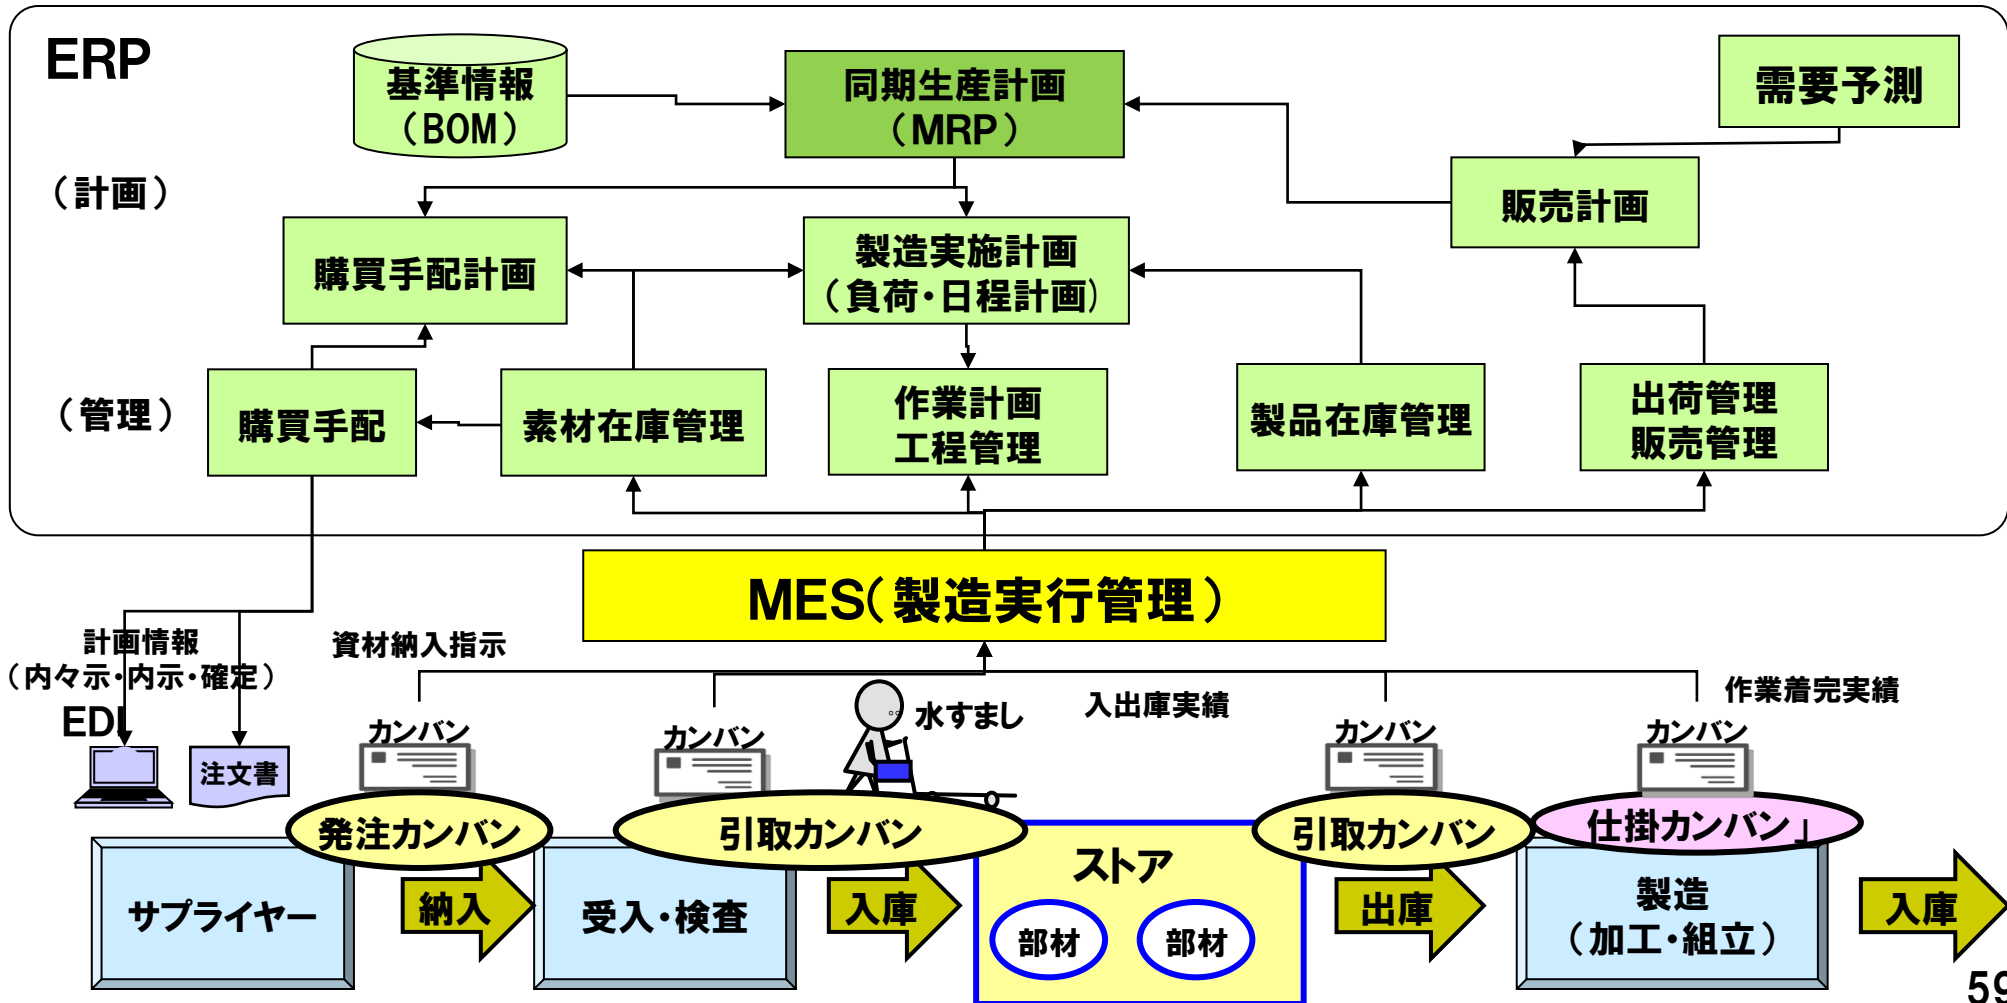 ERP
基準情報
（BOM）
同期生産計画
（MRP）
需要予測
（計画）
販売計画
購買手配計画
製造実施計画
（負荷・日程計画）
（管理）
購買手配
素材在庫管理
作業計画
工程管理
製品在庫管理
出荷管理
販売管理
MES（製造実行管理）
計画情報
（内々示・内示・確定）
EDI
資材納入指示
入出庫実績
作業着完実績
水すまし
カンバン
カンバン
カンバン
カンバン
注文書
発注カンバン
引取カンバン
引取カンバン
仕掛カンバン」
サプライヤー
納入
受入・検査
入庫
ストア
部材
部材
出庫
製造
（加工・組立）
入庫
59